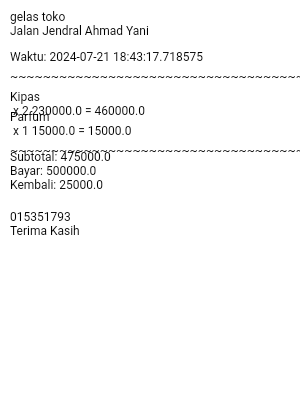 gelas toko
Jalan Jendral Ahmad Yani
Waktu: 2024-07-21 18:43:17.718575
~~~~~~~~~~~~~~~~~~~~~~~~~~~~~~~~~~~
Kipas
x 2 230000.0 = 460000.0
Parfum
x 1 15000.0 = 15000.0
~~~~~~~~~~~~~~~~~~~~~~~~~~~~~~~~~~~
Subtotal: 475000.0
Bayar: 500000.0
Kembali: 25000.0
015351793
Terima Kasih